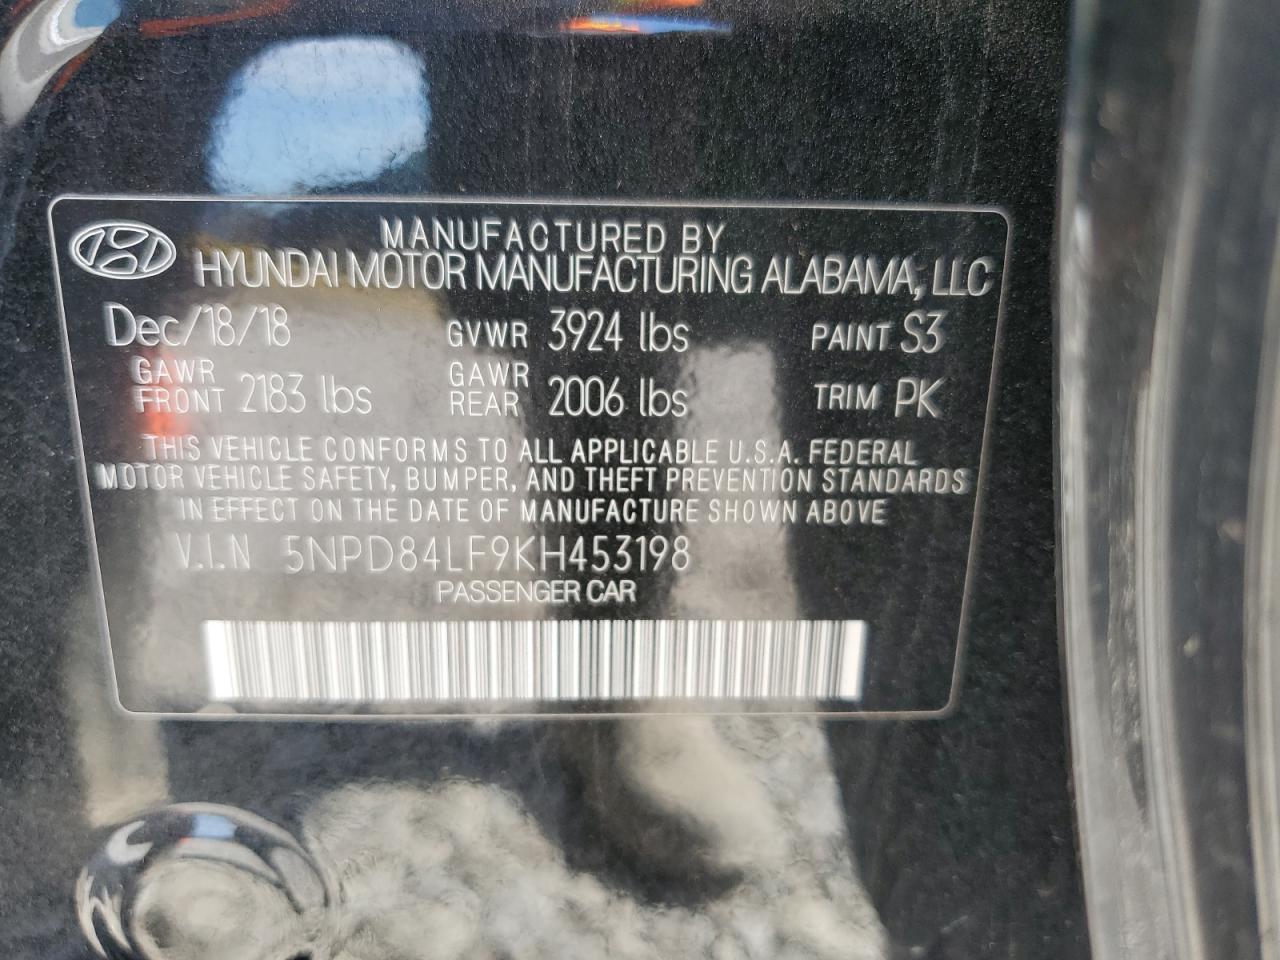 MANUFACTURED BY
HYUNDAI MOTOR MANUFACTURING ALABAMA, LLC
Dec/18/18 GVWR 3924 lbs PAINT S3
GAWR FRONT 2183 lbs GAWR REAR 2006 lbs TRIM PK
THIS VEHICLE CONFORMS TO ALL APPLICABLE U.S.A. FEDERAL
MOTOR VEHICLE SAFETY, BUMPER, AND THEFT PREVENTION STANDARDS
IN EFFECT ON THE DATE OF MANUFACTURE SHOWN ABOVE
V.I.N 5NPD84LF9KH453198
PASSENGER CAR